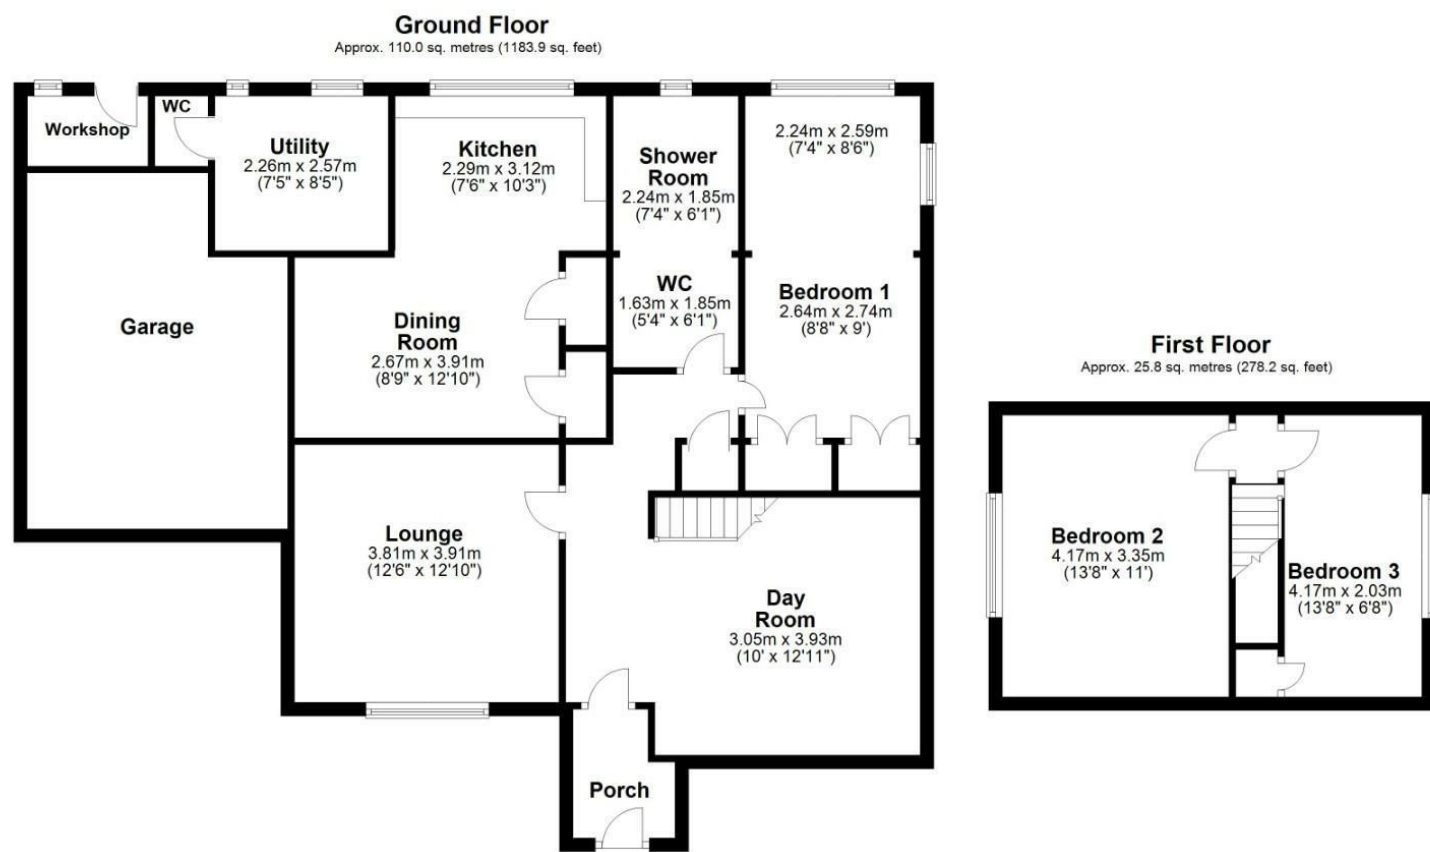 Ground Floor
Approx. 110.0 sq. metres (1183.9 sq. feet)
Workshop
WC
Utility
2.26m x 2.57m
(7'5" x 8'5")
Kitchen
2.29m x 3.12m
(7'6" x 10'3")
Shower
Room
2.24m x 1.85m
(7'4" x 6'1")
2.24m x 2.59m
(7'4" x 8'6")
Garage
Dining
Room
2.67m x 3.91m
(8'9" x 12'10")
WC
1.63m x 1.85m
(5'4" x 6'1")
Bedroom 1
2.64m x 2.74m
(8'8" x 9')
Lounge
3.81m x 3.91m
(12'6" x 12'10")
Day
Room
3.05m x 3.93m
(10' x 12'11")
Porch
First Floor
Approx. 25.8 sq. metres (278.2 sq. feet)
Bedroom 2
4.17m x 3.35m
(13'8" x 11')
Bedroom 3
4.17m x 2.03m
(13'8" x 6'8")